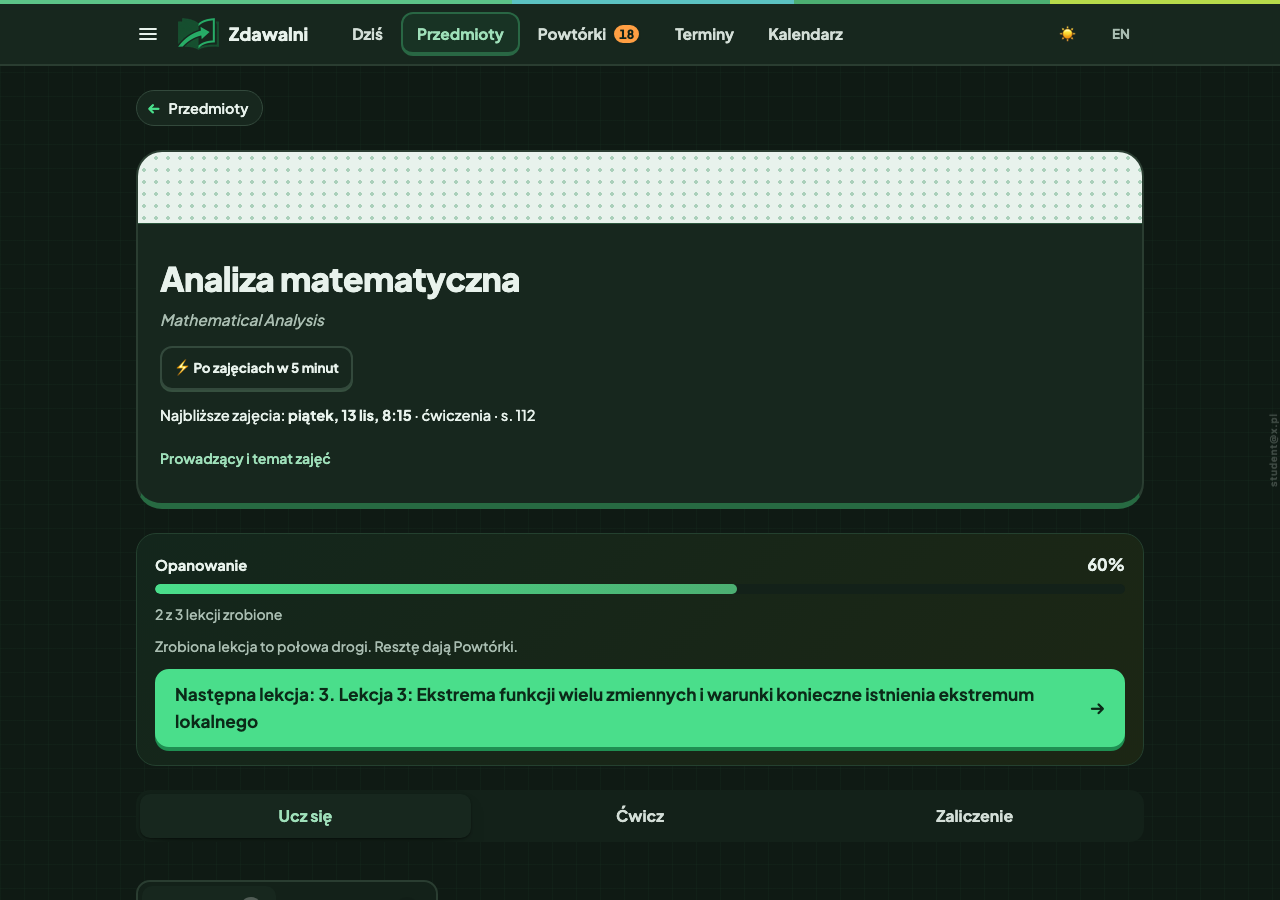 Zdawalni
Dziś
Przedmioty
Powtórki 18
Terminy
Kalendarz
EN
← Przedmioty
Analiza matematyczna
Mathematical Analysis
⚡ Po zajęciach w 5 minut
Najbliższe zajęcia: piątek, 13 lis, 8:15 · ćwiczenia · s. 112
Prowadzący i temat zajęć
student@x.pl
Opanowanie 60%
2 z 3 lekcji zrobione
Zrobiona lekcja to połowa drogi. Resztę dają Powtórki.
Następna lekcja: 3. Lekcja 3: Ekstrema funkcji wielu zmiennych i warunki konieczne istnienia ekstremum
lokalnego →
Ucz się
Ćwicz
Zaliczenie